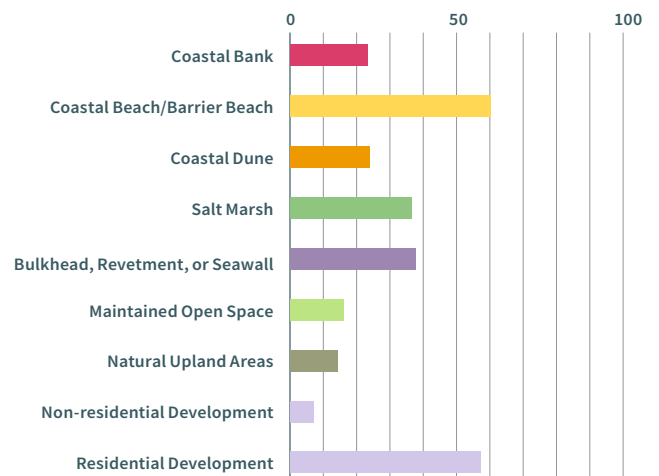 0 50 100
Coastal Bank
Coastal Beach/Barrier Beach
Coastal Dune
Salt Marsh
Bulkhead, Revetment, or Seawall
Maintained Open Space
Natural Upland Areas
Non-residential Development
Residential Development